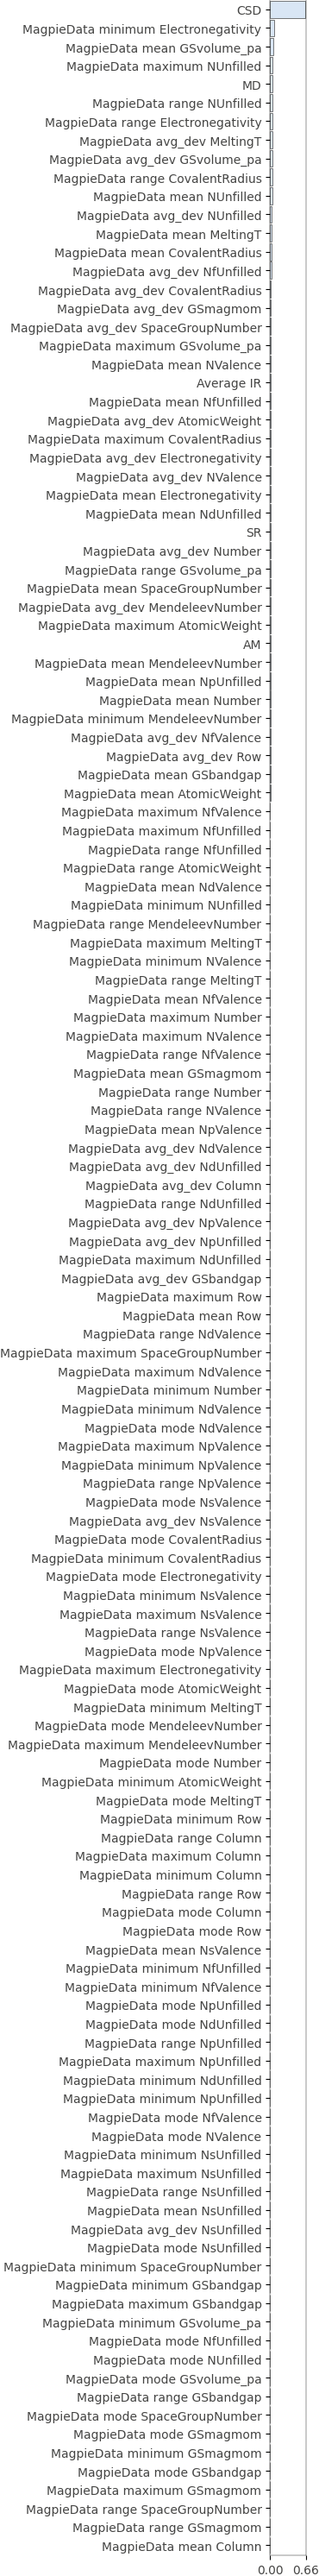 CSD
MagpieData minimum Electronegativity
MagpieData mean GSvolume_pa
MagpieData maximum NUnfilled
MD
MagpieData range NUnfilled
MagpieData range Electronegativity
MagpieData avg_dev MeltingT
MagpieData avg_dev GSvolume_pa
MagpieData range CovalentRadius
MagpieData mean NUnfilled
MagpieData avg_dev NUnfilled
MagpieData mean MeltingT
MagpieData mean CovalentRadius
MagpieData avg_dev NfUnfilled
MagpieData avg_dev CovalentRadius
MagpieData avg_dev GSmagmom
MagpieData avg_dev SpaceGroupNumber
MagpieData maximum GSvolume_pa
MagpieData mean NValence
Average IR
MagpieData mean NfUnfilled
MagpieData avg_dev AtomicWeight
MagpieData maximum CovalentRadius
MagpieData avg_dev Electronegativity
MagpieData avg_dev NValence
MagpieData mean Electronegativity
MagpieData mean NdUnfilled
SR
MagpieData avg_dev Number
MagpieData range GSvolume_pa
MagpieData mean SpaceGroupNumber
MagpieData avg_dev MendeleevNumber
MagpieData maximum AtomicWeight
AM
MagpieData mean MendeleevNumber
MagpieData mean NpUnfilled
MagpieData mean Number
MagpieData minimum MendeleevNumber
MagpieData avg_dev NfValence
MagpieData avg_dev Row
MagpieData mean GSbandgap
MagpieData mean AtomicWeight
MagpieData maximum NfValence
MagpieData maximum NfUnfilled
MagpieData range NfUnfilled
MagpieData range AtomicWeight
MagpieData mean NdValence
MagpieData minimum NUnfilled
MagpieData range MendeleevNumber
MagpieData maximum MeltingT
MagpieData minimum NValence
MagpieData range MeltingT
MagpieData mean NfValence
MagpieData maximum Number
MagpieData maximum NValence
MagpieData range NfValence
MagpieData mean GSmagmom
MagpieData range Number
MagpieData range NValence
MagpieData mean NpValence
MagpieData avg_dev NdValence
MagpieData avg_dev NdUnfilled
MagpieData avg_dev Column
MagpieData range NdUnfilled
MagpieData avg_dev NpValence
MagpieData avg_dev NpUnfilled
MagpieData maximum NdUnfilled
MagpieData avg_dev GSbandgap
MagpieData maximum Row
MagpieData mean Row
MagpieData range NdValence
MagpieData maximum SpaceGroupNumber
MagpieData maximum NdValence
MagpieData minimum Number
MagpieData minimum NdValence
MagpieData mode NdValence
MagpieData maximum NpValence
MagpieData minimum NpValence
MagpieData range NpValence
MagpieData mode NsValence
MagpieData avg_dev NsValence
MagpieData mode CovalentRadius
MagpieData minimum CovalentRadius
MagpieData mode Electronegativity
MagpieData minimum NsValence
MagpieData maximum NsValence
MagpieData range NsValence
MagpieData mode NpValence
MagpieData maximum Electronegativity
MagpieData mode AtomicWeight
MagpieData minimum MeltingT
MagpieData mode MendeleevNumber
MagpieData maximum MendeleevNumber
MagpieData mode Number
MagpieData minimum AtomicWeight
MagpieData mode MeltingT
MagpieData minimum Row
MagpieData range Column
MagpieData maximum Column
MagpieData minimum Column
MagpieData range Row
MagpieData mode Column
MagpieData mode Row
MagpieData mean NsValence
MagpieData minimum NfUnfilled
MagpieData minimum NfValence
MagpieData mode NpUnfilled
MagpieData mode NdUnfilled
MagpieData range NpUnfilled
MagpieData maximum NpUnfilled
MagpieData minimum NdUnfilled
MagpieData minimum NpUnfilled
MagpieData mode NfValence
MagpieData mode NValence
MagpieData minimum NsUnfilled
MagpieData maximum NsUnfilled
MagpieData range NsUnfilled
MagpieData mean NsUnfilled
MagpieData avg_dev NsUnfilled
MagpieData mode NsUnfilled
MagpieData minimum SpaceGroupNumber
MagpieData minimum GSbandgap
MagpieData maximum GSbandgap
MagpieData minimum GSvolume_pa
MagpieData mode NfUnfilled
MagpieData mode NUnfilled
MagpieData mode GSvolume_pa
MagpieData range GSbandgap
MagpieData mode SpaceGroupNumber
MagpieData mode GSmagmom
MagpieData minimum GSmagmom
MagpieData mode GSbandgap
MagpieData maximum GSmagmom
MagpieData range SpaceGroupNumber
MagpieData range GSmagmom
MagpieData mean Column
0.00 0.66